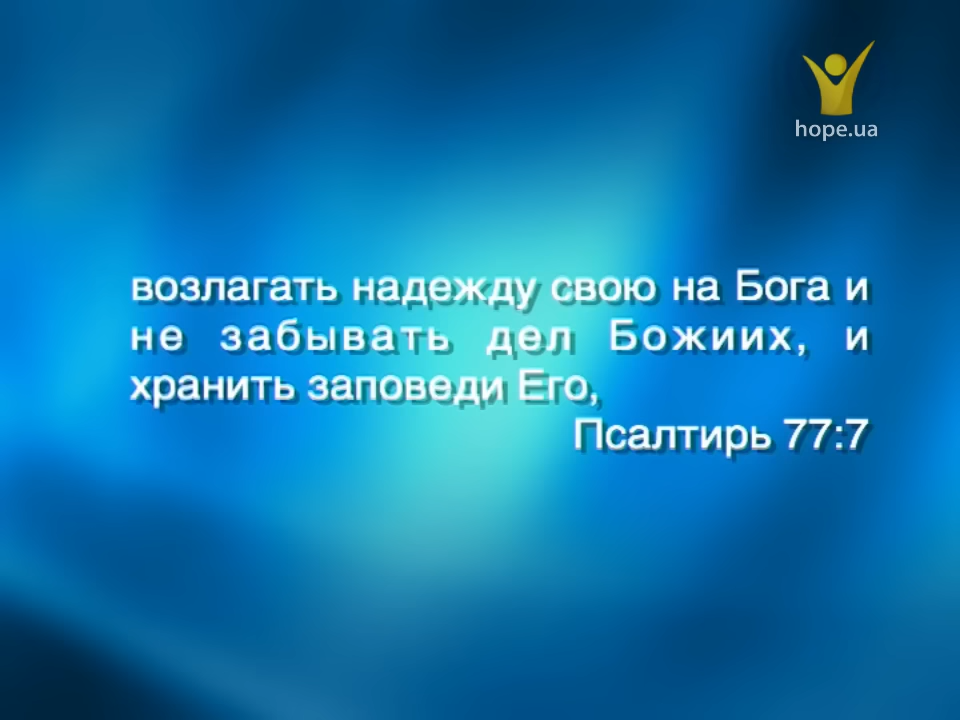 hope.ua
возлагать надежду свою на Бога и
не забывать дел Божиих, и
хранить заповеди Его,
Псалтирь 77:7